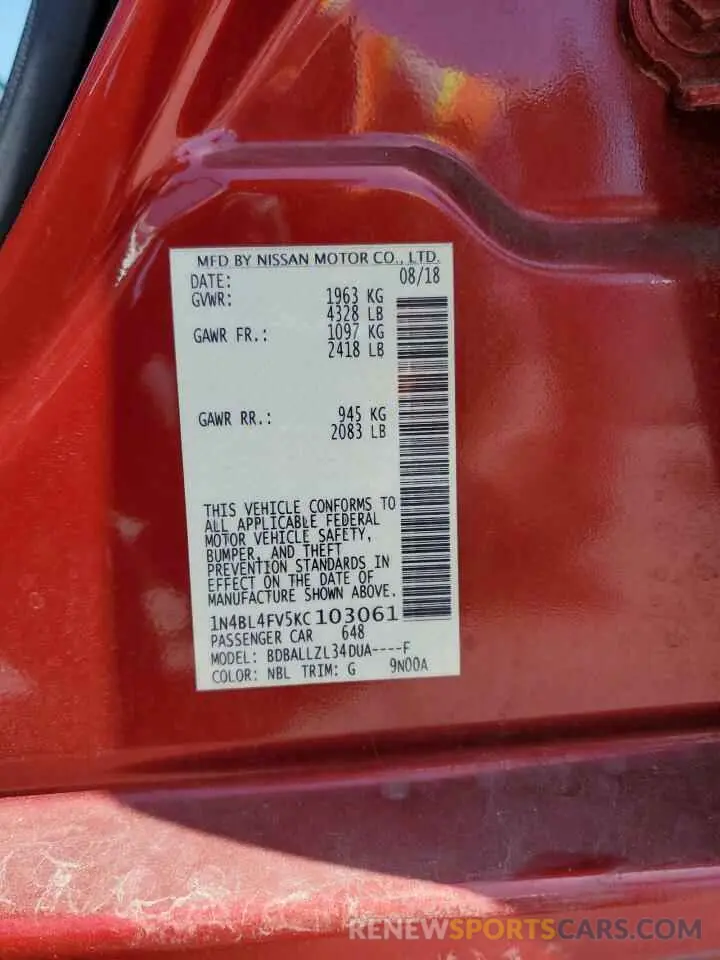 MFD BY NISSAN MOTOR CO., LTD.
DATE: 08/18
GVWR: 1963 KG
4328 LB
GAWR FR.: 1097 KG
2418 LB
GAWR RR.: 945 KG
2083 LB
THIS VEHICLE CONFORMS TO
ALL APPLICABLE FEDERAL
MOTOR VEHICLE SAFETY,
BUMPER, AND THEFT
PREVENTION STANDARDS IN
EFFECT ON THE DATE OF
MANUFACTURE SHOWN ABOVE.
1N4BL4FV5KC103061
PASSENGER CAR 648
MODEL: BDBALLZL34DUA----F
COLOR: NBL TRIM: G 9N00A
RENEWSPORTSCARS.COM